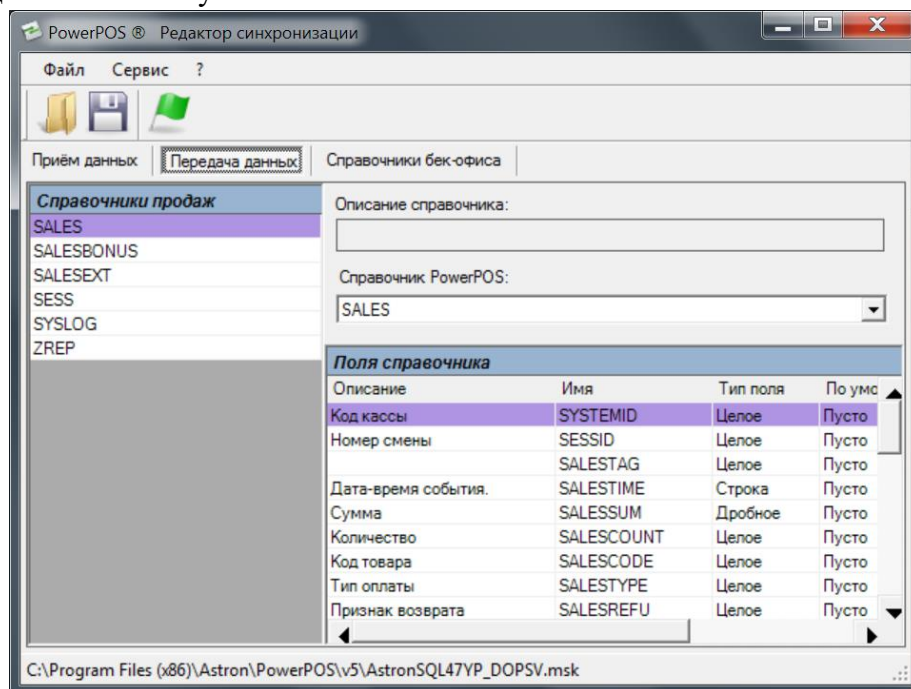 PowerPOS ® Редактор синхронизации
Файл Сервис ?
Приём данных Передача данных Справочники бек-офиса
Справочники продаж
SALES
SALESBONUS
SALESEXT
SESS
SYSLOG
ZREP
Описание справочника:
Справочник PowerPOS:
SALES
Поля справочника
Описание Имя Тип поля По умо
Код кассы SYSTEMID Целое Пусто
Номер смены SESSID Целое Пусто
SALESTAG Целое Пусто
Дата-время события. SALESTIME Строка Пусто
Сумма SALESSUM Дробное Пусто
Количество SALESCOUNT Целое Пусто
Код товара SALESCODE Целое Пусто
Тип оплаты SALESTYPE Целое Пусто
Признак возврата SALESREFU Целое Пусто
C:\Program Files (x86)\Astron\PowerPOS\v5\AstronSQL47YP_DOPSV.msk